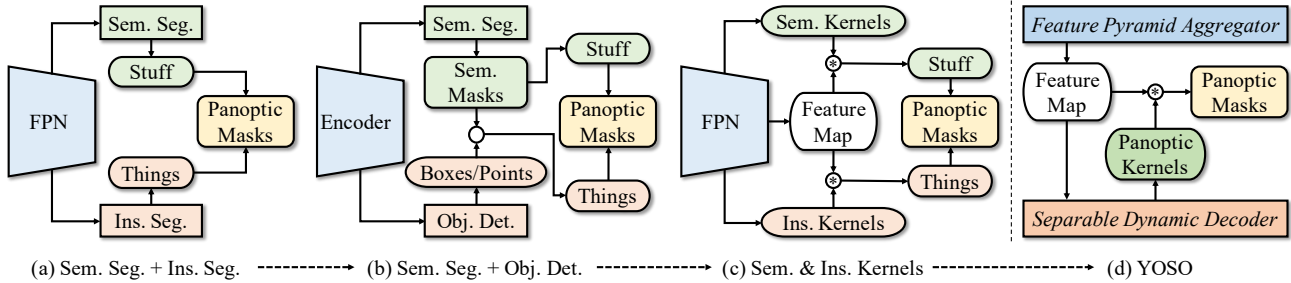 Sem. Seg.
Stuff
FPN
Panoptic
Masks
Things
Ins. Seg.
(a) Sem. Seg. + Ins. Seg.
Sem. Seg.
Sem.
Masks
Stuff
Encoder
Panoptic
Masks
Boxes/Points
Things
Obj. Det.
(b) Sem. Seg. + Obj. Det.
Sem. Kernels
*
Stuff
FPN
Feature
Map
Panoptic
Masks
*
Things
Ins. Kernels
(c) Sem. & Ins. Kernels
Feature Pyramid Aggregator
Feature
Map
*
Panoptic
Masks
Panoptic
Kernels
Separable Dynamic Decoder
(d) YOSO